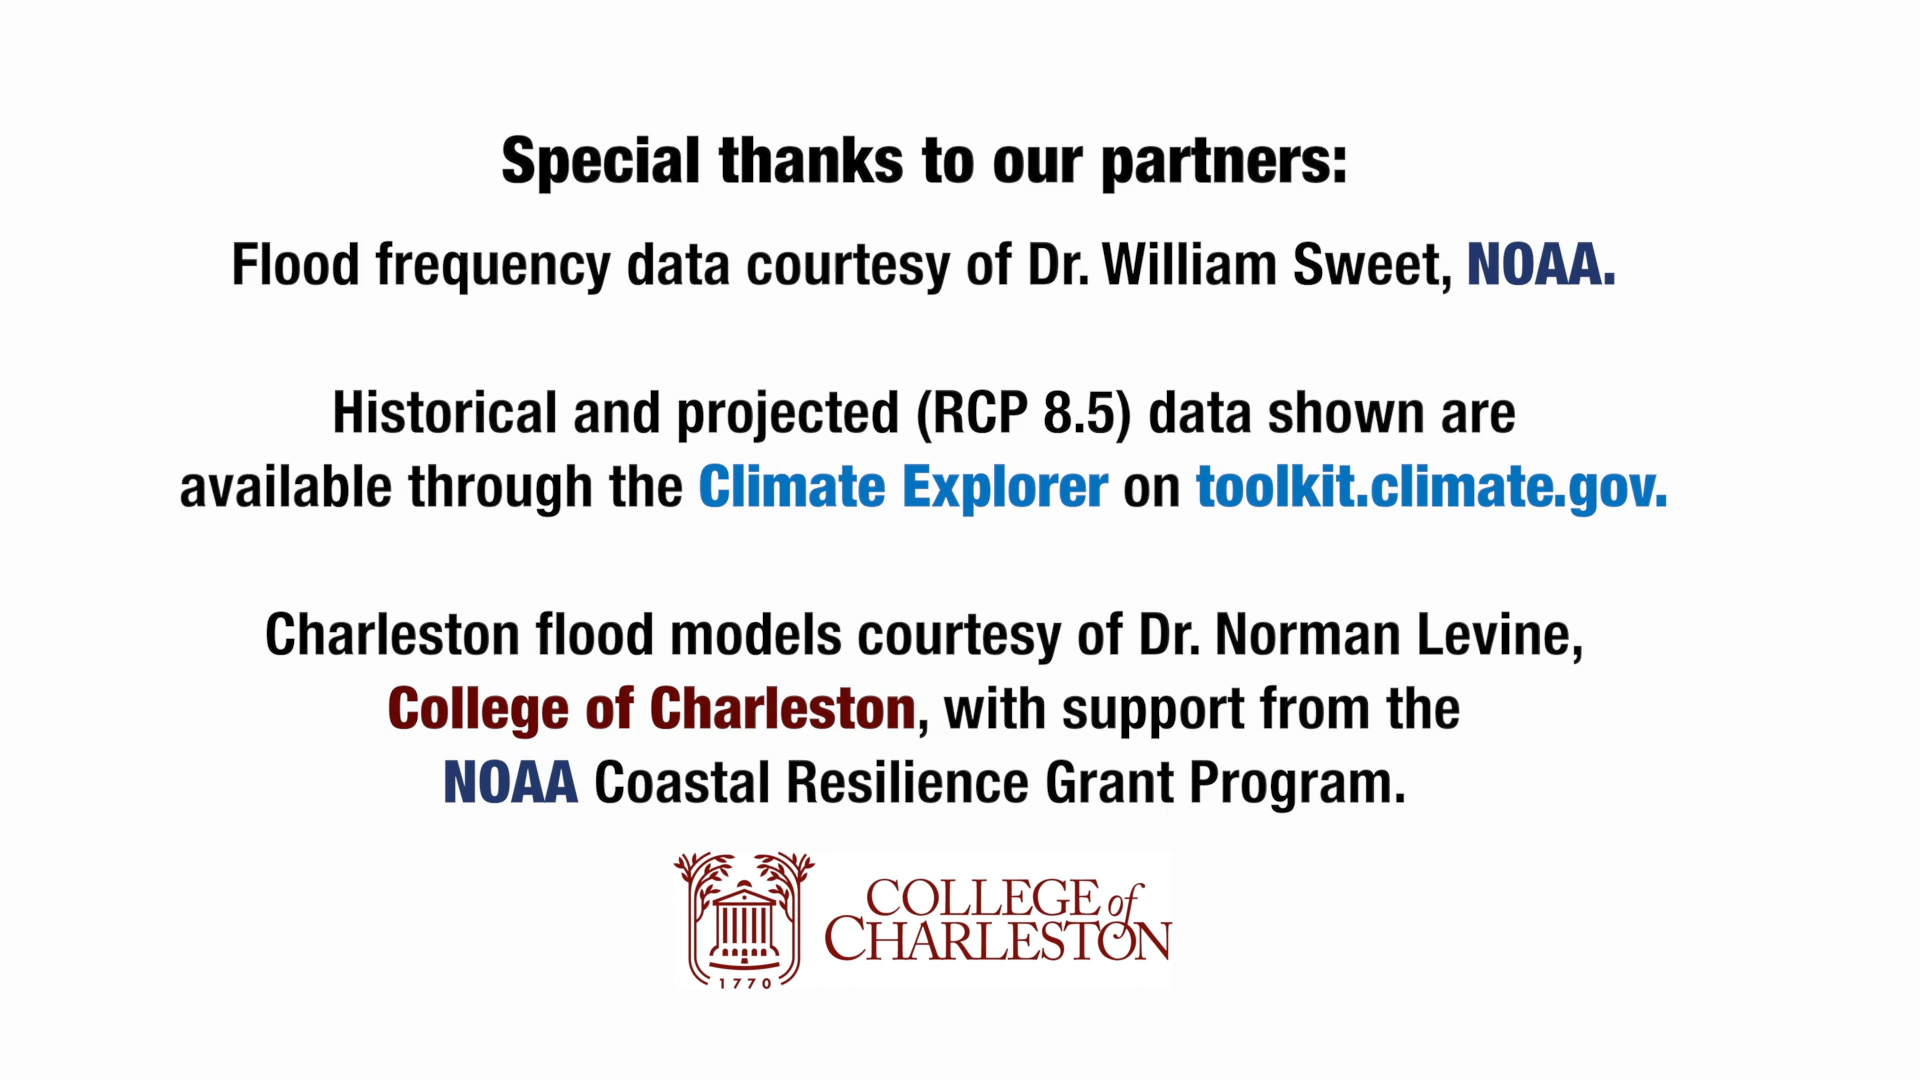 Special thanks to our partners:
Flood frequency data courtesy of Dr. William Sweet, NOAA.
Historical and projected (RCP 8.5) data shown are
available through the Climate Explorer on toolkit.climate.gov.
Charleston flood models courtesy of Dr. Norman Levine,
College of Charleston, with support from the
NOAA Coastal Resilience Grant Program.
COLLEGE of
CHARLESTON
1770